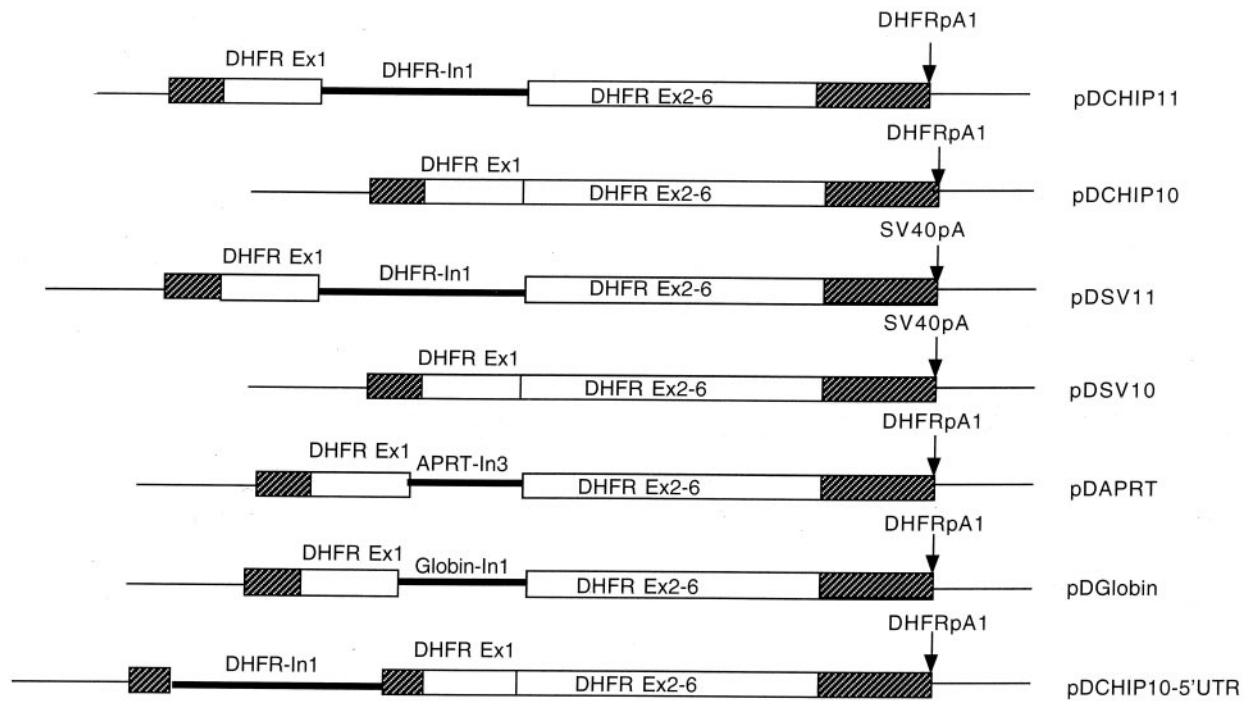 DHFRpA1
DHFR Ex1
DHFR-In1
DHFR Ex2-6
pDCHIP11
DHFRpA1
DHFR Ex1
DHFR Ex2-6
pDCHIP10
SV40pA
DHFR Ex1
DHFR-In1
DHFR Ex2-6
pDSV11
SV40pA
DHFR Ex1
DHFR Ex2-6
pDSV10
DHFRpA1
DHFR Ex1
APRT-In3
DHFR Ex2-6
pDAPRT
DHFRpA1
DHFR Ex1
Globin-In1
DHFR Ex2-6
pDGlobin
DHFRpA1
DHFR-In1
DHFR Ex1
DHFR Ex2-6
pDCHIP10-5'UTR